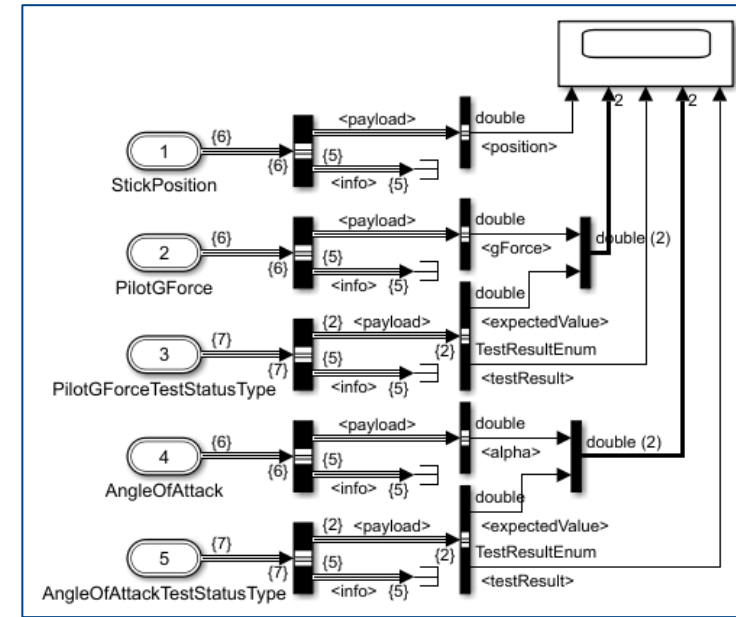 2
2
<payload>
double
{6}
1
{6}
{5}
<info>
{5}
<position>
StickPosition
<payload>
double
{6}
2
{6}
{5}
<info>
{5}
<gForce>
double (2)
PilotGForce
double
{2}
<payload>
<expectedValue>
{7}
3
{7}
{5}
<info>
{5}
{2}
TestResultEnum
<testResult>
PilotGForceTestStatusType
<payload>
double
{6}
4
{6}
{5}
<info>
{5}
<alpha>
double (2)
AngleOfAttack
double
{2}
<payload>
<expectedValue>
{7}
5
{7}
{5}
<info>
{5}
{2}
TestResultEnum
<testResult>
AngleOfAttackTestStatusType